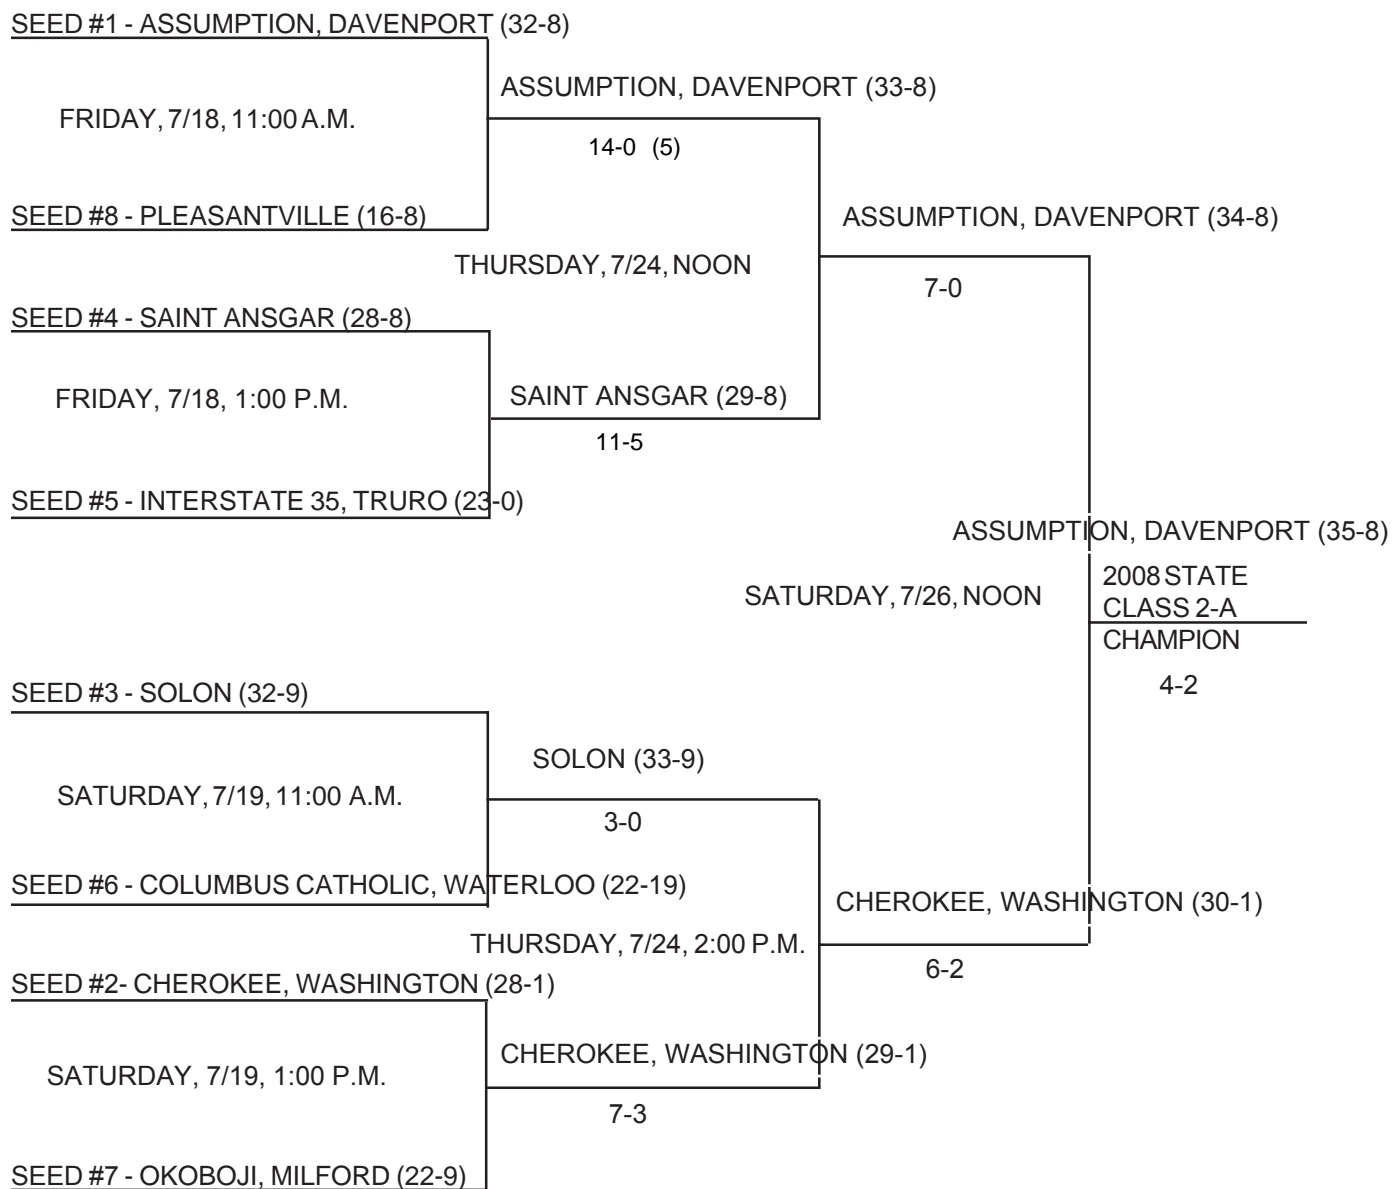 SEED #1 - ASSUMPTION, DAVENPORT (32-8)
ASSUMPTION, DAVENPORT (33-8)
FRIDAY, 7/18, 11:00 A.M.
14-0 (5)
SEED #8 - PLEASANTVILLE (16-8)
ASSUMPTION, DAVENPORT (34-8)
THURSDAY, 7/24, NOON
7-0
SEED #4 - SAINT ANSGAR (28-8)
FRIDAY, 7/18, 1:00 P.M.
SAINT ANSGAR (29-8)
11-5
SEED #5 - INTERSTATE 35, TRURO (23-0)
ASSUMPTION, DAVENPORT (35-8)
SATURDAY, 7/26, NOON
2008 STATE
CLASS 2-A
CHAMPION
4-2
SEED #3 - SOLON (32-9)
SOLON (33-9)
SATURDAY, 7/19, 11:00 A.M.
3-0
SEED #6 - COLUMBUS CATHOLIC, WATERLOO (22-19)
CHEROKEE, WASHINGTON (30-1)
THURSDAY, 7/24, 2:00 P.M.
6-2
SEED #2- CHEROKEE, WASHINGTON (28-1)
CHEROKEE, WASHINGTON (29-1)
SATURDAY, 7/19, 1:00 P.M.
7-3
SEED #7 - OKOBOJI, MILFORD (22-9)